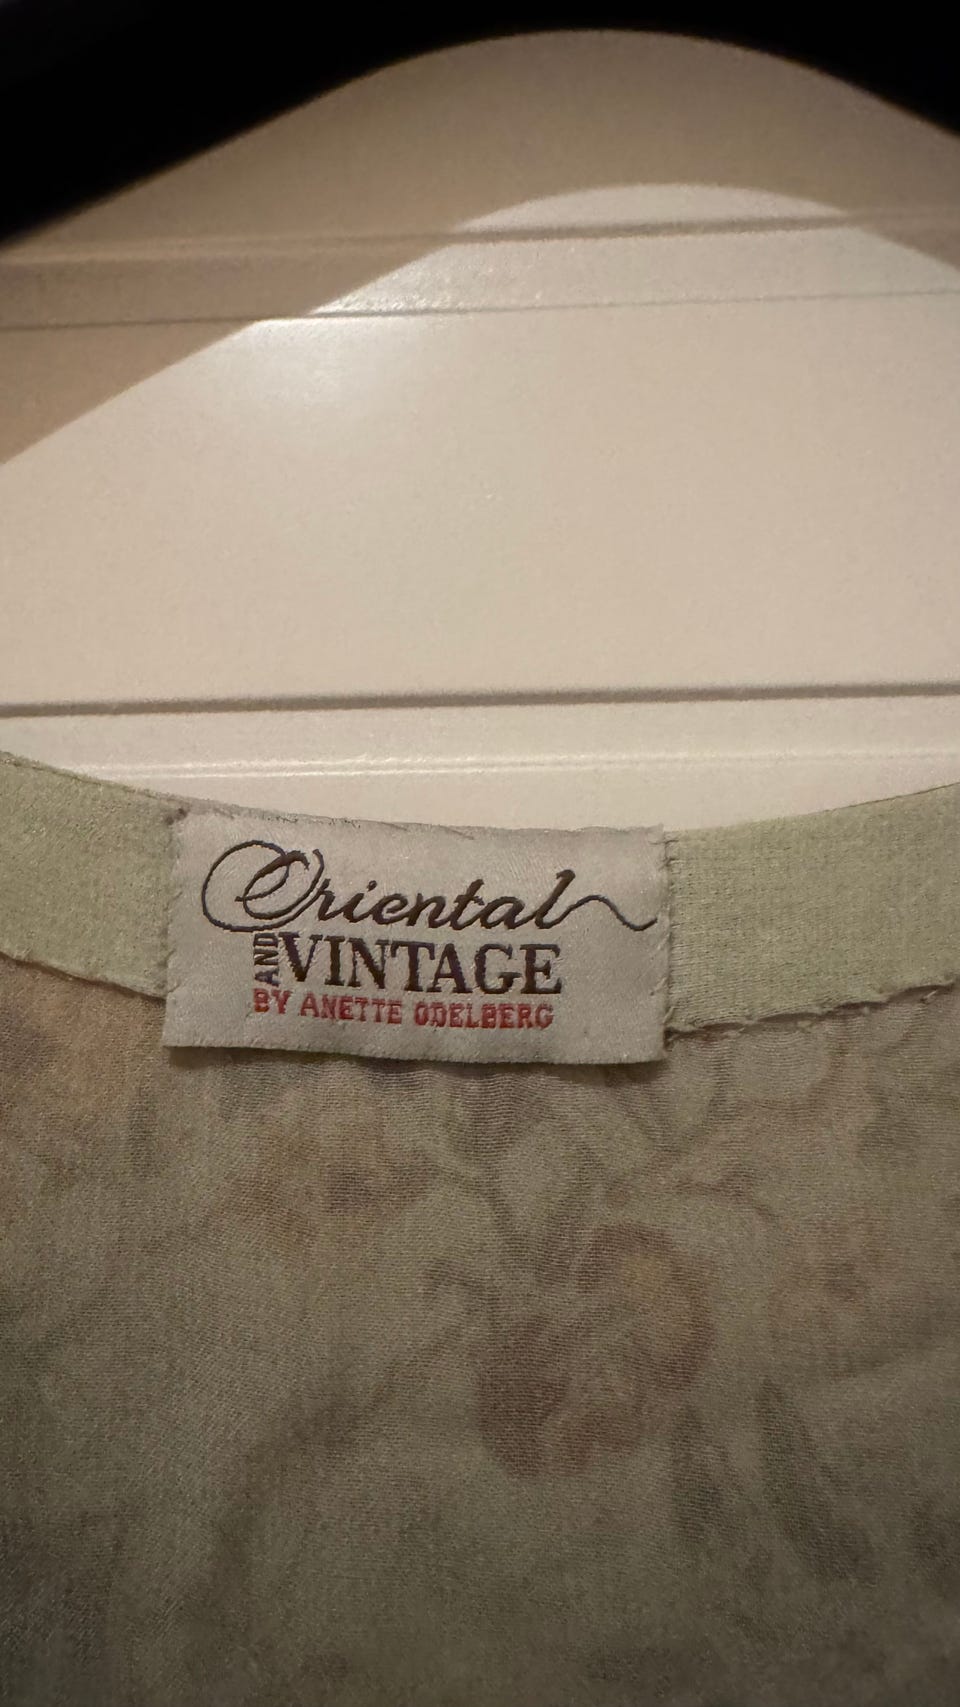 Oriental
AND VINTAGE
BY ANETTE ODELBERG